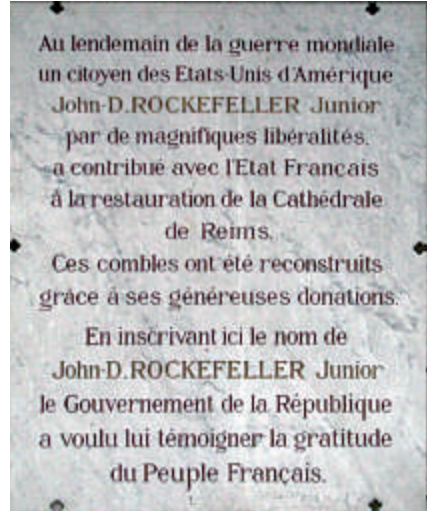 Au lendemain de la guerre mondiale
un citoyen des Etats-Unis d'Amérique
John-D.ROCKEFELLER Junior
par de magnifiques libéralités,
a contribué avec l'Etat Français
à la restauration de la Cathédrale
de Reims.
Ces combles ont été reconstruits
grâce à ses généreuses donations.
En inscrivant ici le nom de
John-D.ROCKEFELLER Junior
le Gouvernement de la République
a voulu lui témoigner la gratitude
du Peuple Français.